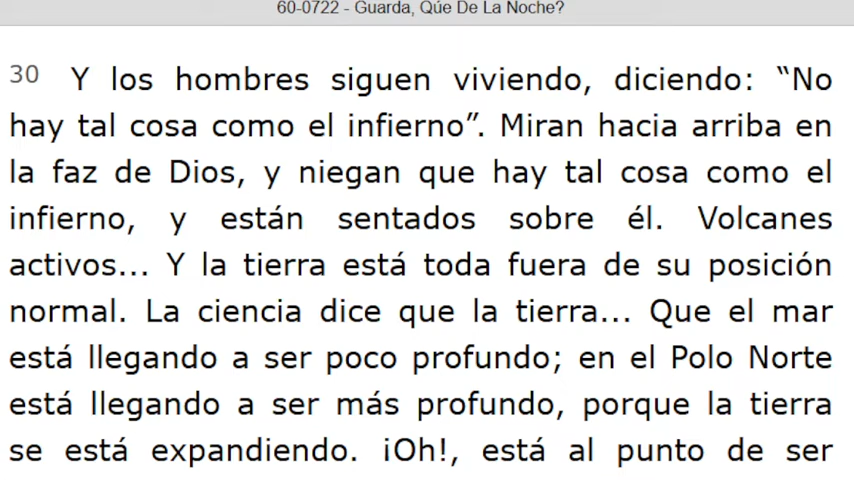 60-0722 - Guarda, Qúe De La Noche?
30 Y los hombres siguen viviendo, diciendo: “No
hay tal cosa como el infierno”. Miran hacia arriba en
la faz de Dios, y niegan que hay tal cosa como el
infierno, y están sentados sobre él. Volcanes
activos... Y la tierra está toda fuera de su posición
normal. La ciencia dice que la tierra... Que el mar
está llegando a ser poco profundo; en el Polo Norte
está llegando a ser más profundo, porque la tierra
se está expandiendo. ¡Oh!, está al punto de ser